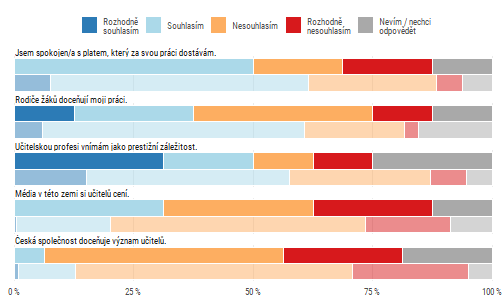 Rozhodně
souhlasím
Souhlasím
Nesouhlasím
Rozhodně
nesouhlasím
Nevím / nechci
odpovědět
Jsem spokojen/a s platem, který za svou práci dostávám.
Rodiče žáků doceňují moji práci.
Učitelskou profesi vnímám jako prestižní záležitost.
Média v této zemi si učitelů cení.
Česká společnost doceňuje význam učitelů.
0 % 25 % 50 % 75 % 100 %